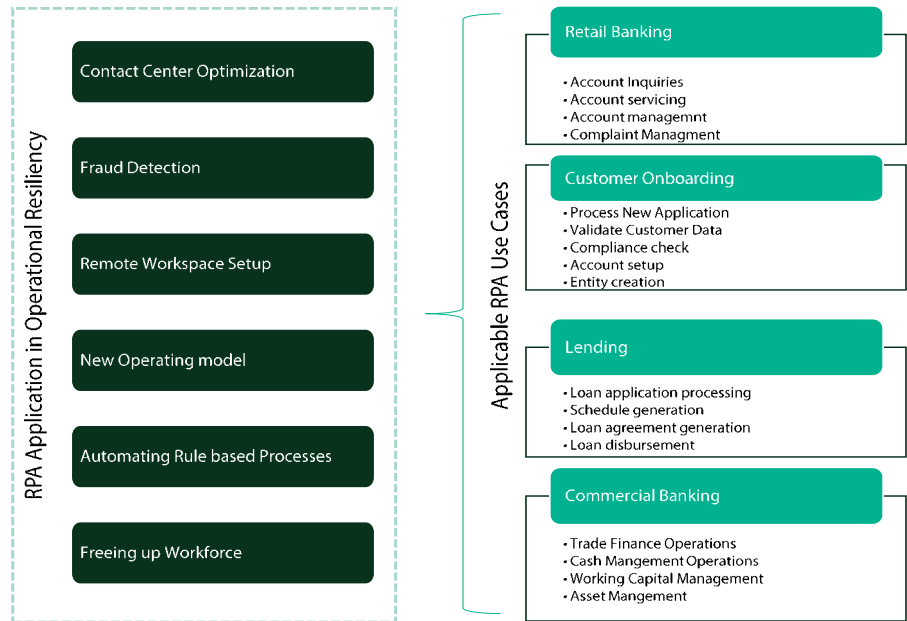 RPA Application in Operational Resiliency
Contact Center Optimization
Fraud Detection
Remote Workspace Setup
New Operating model
Automating Rule based Processes
Freeing up Workforce
Applicable RPA Use Cases
Retail Banking
• Account Inquiries
• Account servicing
• Account managemnt
• Complaint Managment
Customer Onboarding
• Process New Application
• Validate Customer Data
• Compliance check
• Account setup
• Entity creation
Lending
• Loan application processing
• Schedule generation
• Loan agreement generation
• Loan disbursement
Commercial Banking
• Trade Finance Operations
• Cash Mangement Operations
• Working Capital Management
• Asset Mangement